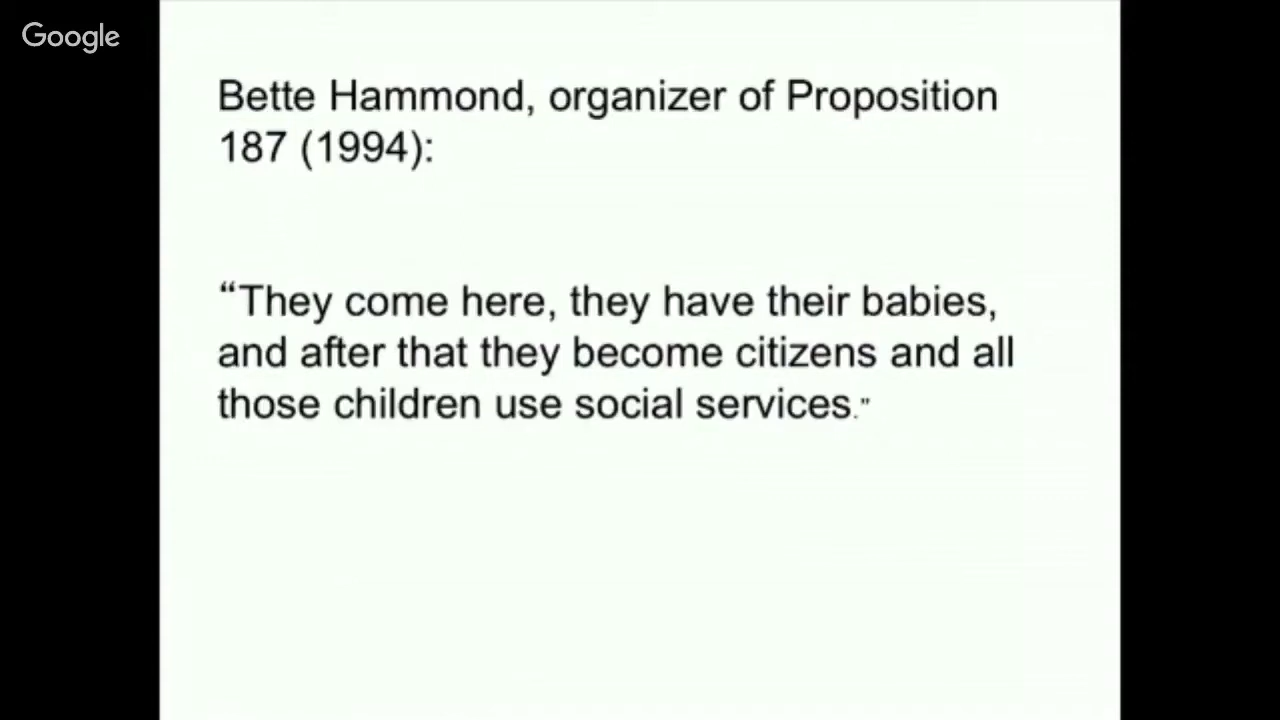 Google
Bette Hammond, organizer of Proposition
187 (1994):
“They come here, they have their babies,
and after that they become citizens and all
those children use social services.”